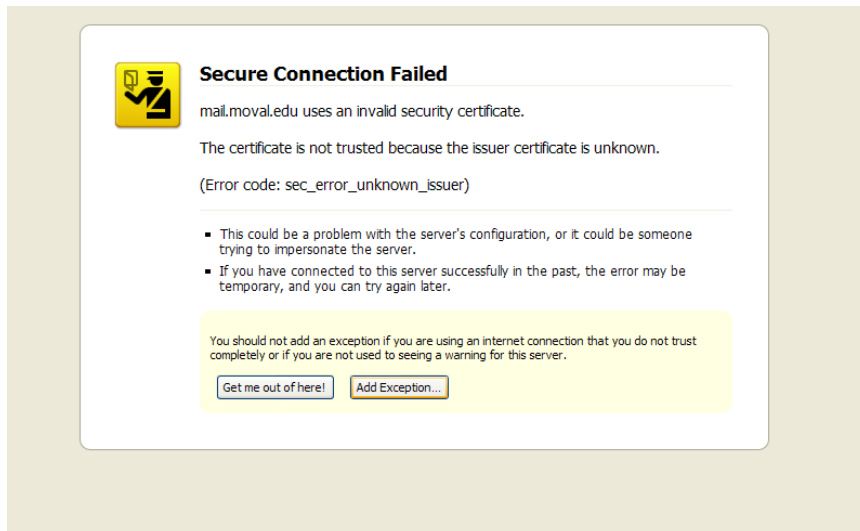 Secure Connection Failed
mail.moval.edu uses an invalid security certificate.
The certificate is not trusted because the issuer certificate is unknown.
(Error code: sec_error_unknown_issuer)
This could be a problem with the server's configuration, or it could be someone
trying to impersonate the server.
If you have connected to this server successfully in the past, the error may be
temporary, and you can try again later.
You should not add an exception if you are using an internet connection that you do not trust
completely or if you are not used to seeing a warning for this server.
Get me out of here! Add Exception...